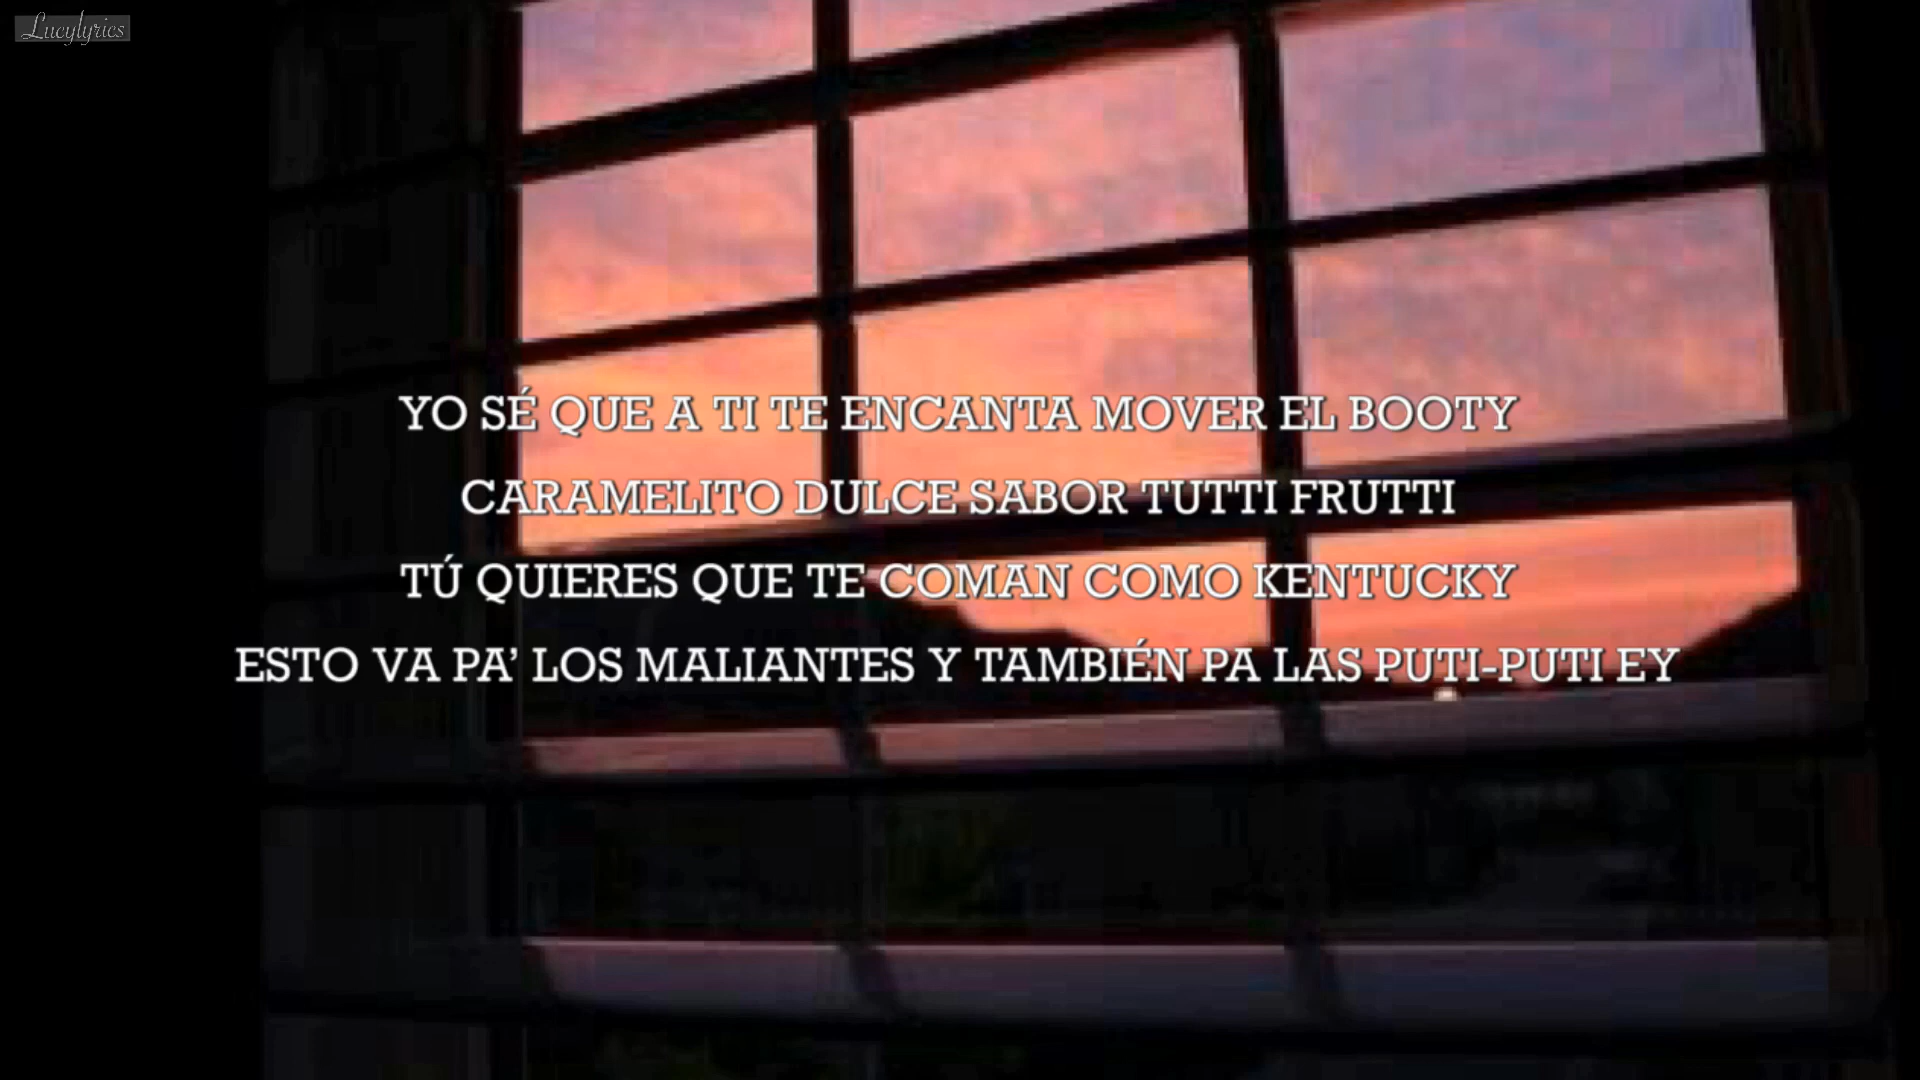 Lucylyrics
YO SÉ QUE A TI TE ENCANTA MOVER EL BOOTY
CARAMELITO DULCE SABOR TUTTI FRUTTI
TÚ QUIERES QUE TE COMAN COMO KENTUCKY
ESTO VA PA’ LOS MALIANTES Y TAMBIÉN PA LAS PUTI-PUTI EY